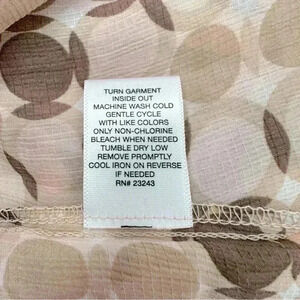 TURN GARMENT
INSIDE OUT
MACHINE WASH COLD
GENTLE CYCLE
WITH LIKE COLORS
ONLY NON-CHLORINE
BLEACH WHEN NEEDED
TUMBLE DRY LOW
REMOVE PROMPTLY
COOL IRON ON REVERSE
IF NEEDED
RN# 23243